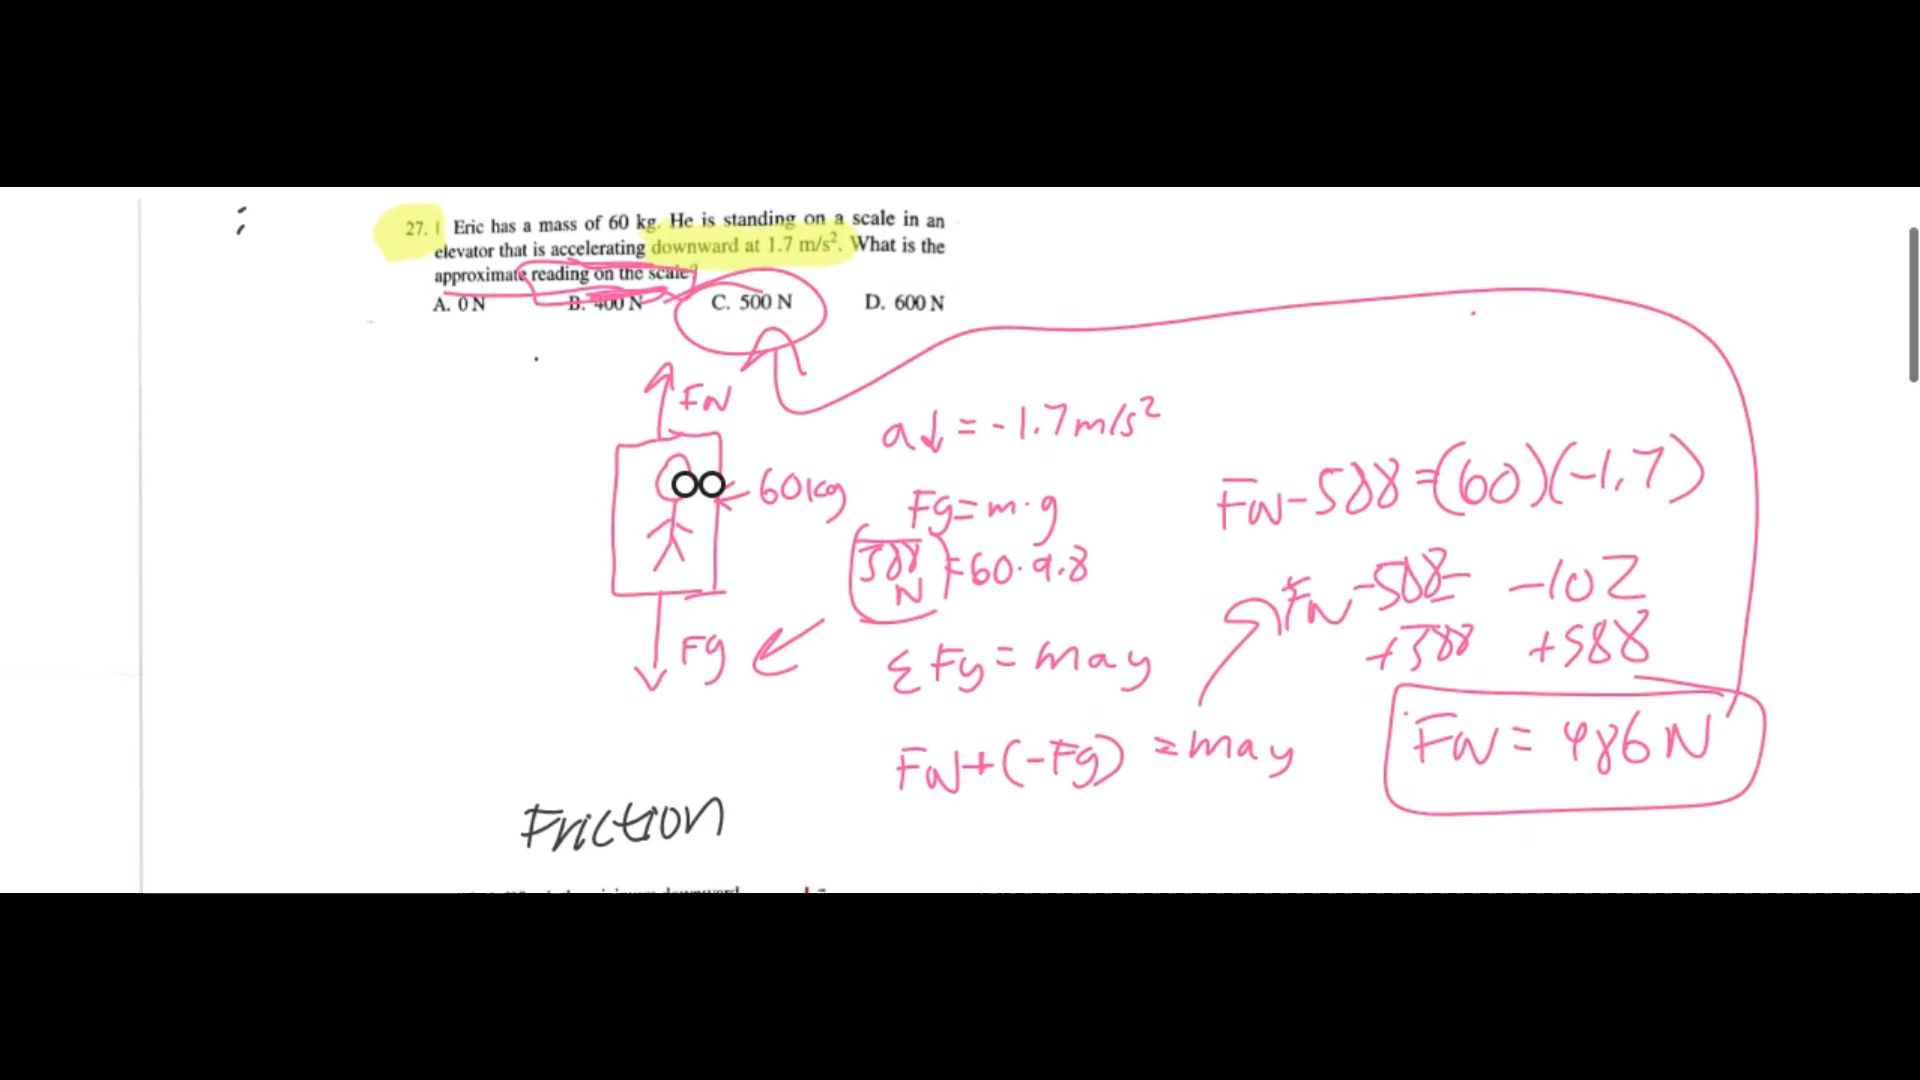 27. I Eric has a mass of 60 kg. He is standing on a scale in an
elevator that is accelerating downward at 1.7 m/s². What is the
approximate reading on the scale?
A. 0 N B. 400 N C. 500 N D. 600 N
FN
a↓ = -1.7 m/s²
60kg
Fg = m·g
588 N = 60·9.8
Fg
ΣFy = may
FN+(-Fg) = may
FN-588=(60)(-1.7)
FN-588= -102
+588 +588
FN = 486 N
Friction
downward